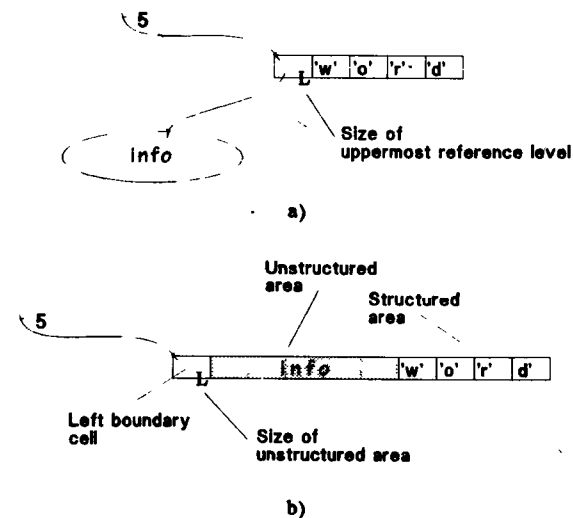 5
L 'w' 'o' 'r' 'd'
info
Size of
uppermost reference level
a)
Unstructured
area
Structured
area
5
L info 'w' 'o' 'r' d'
Left boundary
cell
Size of
unstructured area
b)